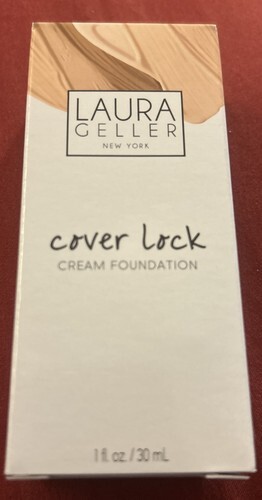 LAURA
GELLER
NEW YORK
cover lock
CREAM FOUNDATION
1 fl. oz. / 30 mL